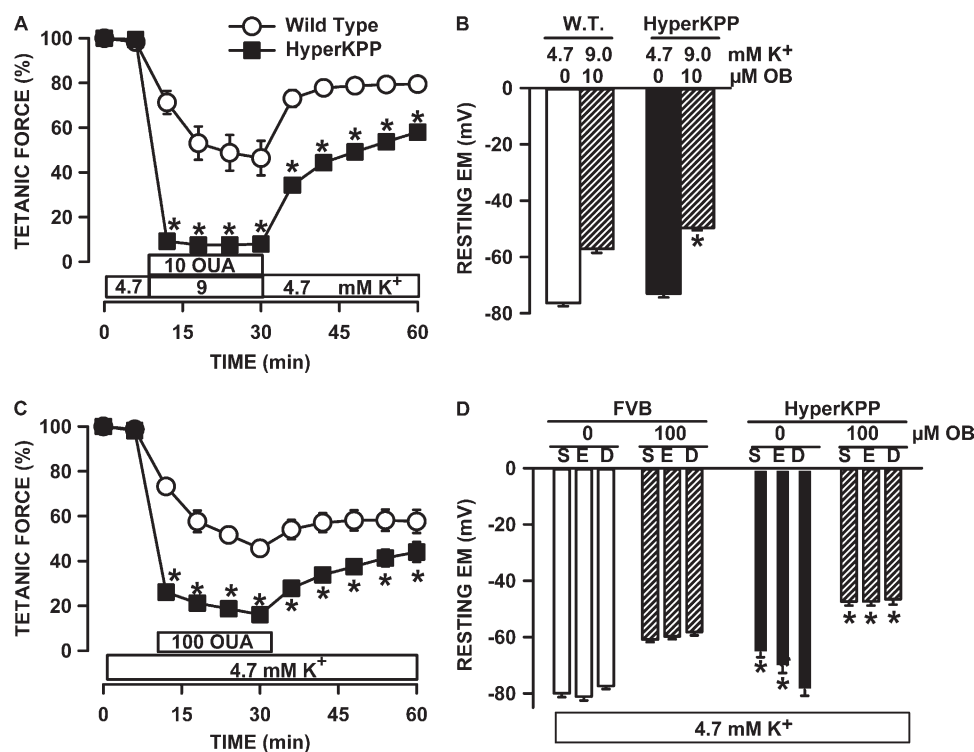 A
Wild Type
HyperKPP
TETANIC FORCE (%)
100
80
60
40
20
0
* * * * * * * * *
10 OUA
4.7 9 4.7 mM K+
0 15 30 45 60
TIME (min)
B
W.T. HyperKPP
4.7 9.0 4.7 9.0 mM K+
0 10 0 10 µM OB
RESTING EM (mV)
0
-20
-40
-60
-80
*
C
TETANIC FORCE (%)
100
80
60
40
20
0
* * * * * * * * *
100 OUA
4.7 mM K+
0 15 30 45 60
TIME (min)
D
FVB HyperKPP
0 100 0 100 µM OB
S E D S E D S E D S E D
RESTING EM (mV)
0
-20
-40
-60
-80
* * * * *
4.7 mM K+